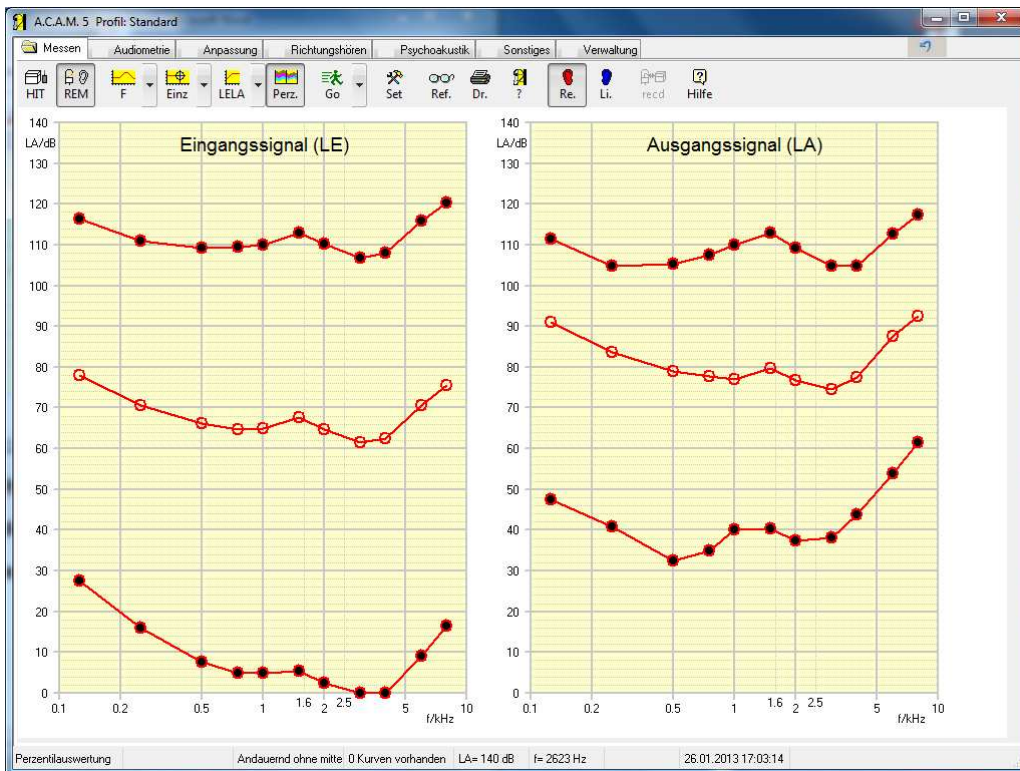 A.C.A.M. 5 Profil: Standard
Messen Audiometrie Anpassung Richtungshören Psychoakustik Sonstiges Verwaltung
HIT REM F Einz LELA Perz. Go Set Ref. Dr. ? Re. Li. recd Hilfe
140
LA/dB
130
120
110
100
90
80
70
60
50
40
30
20
10
0
Eingangssignal (LE)
0.1 0.2 0.5 1 1.6 2 2.5 5 10
f/kHz
140
LA/dB
130
120
110
100
90
80
70
60
50
40
30
20
10
0
Ausgangssignal (LA)
0.1 0.2 0.5 1 1.6 2 2.5 5 10
f/kHz
Perzentilauswertung Andauernd ohne mitte 0 Kurven vorhanden LA= 140 dB f= 2623 Hz 26.01.2013 17:03:14